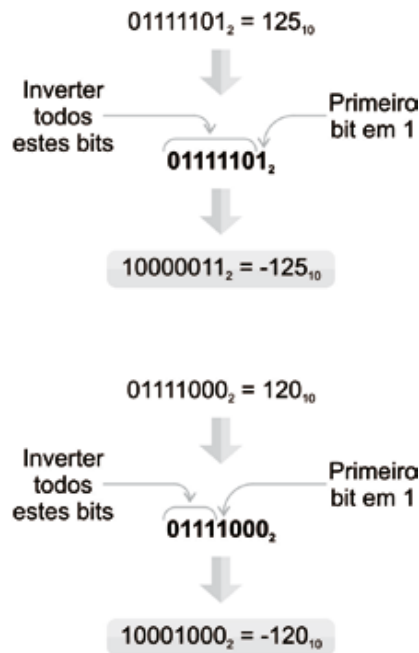 01111101₂ = 125₁₀
Inverter
todos
estes bits
Primeiro
bit em 1
01111101₂
10000011₂ = -125₁₀
01111000₂ = 120₁₀
Inverter
todos
estes bits
Primeiro
bit em 1
01111000₂
10001000₂ = -120₁₀